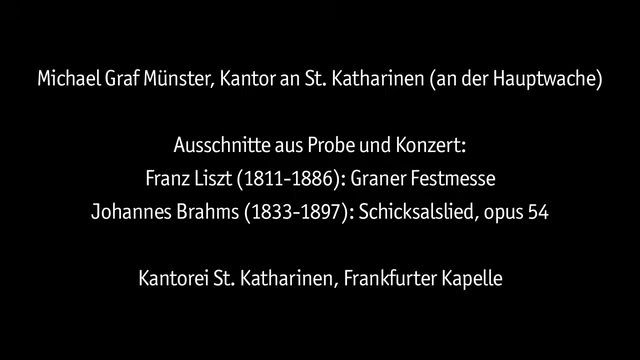 Michael Graf Münster, Kantor an St. Katharinen (an der Hauptwache)
Ausschnitte aus Probe und Konzert:
Franz Liszt (1811-1886): Graner Festmesse
Johannes Brahms (1833-1897): Schicksalslied, opus 54
Kantorei St. Katharinen, Frankfurter Kapelle